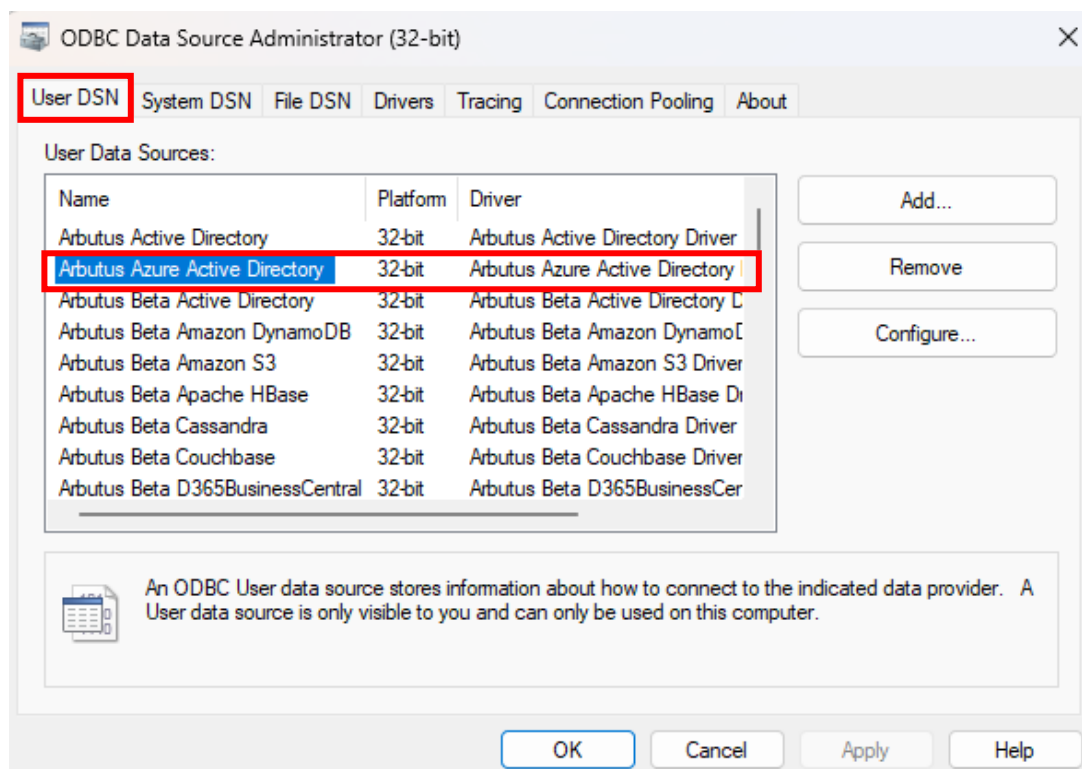 ODBC Data Source Administrator (32-bit)
User DSN System DSN File DSN Drivers Tracing Connection Pooling About
User Data Sources:
Name Platform Driver
Arbutus Active Directory 32-bit Arbutus Active Directory Driver
Arbutus Azure Active Directory 32-bit Arbutus Azure Active Directory
Arbutus Beta Active Directory 32-bit Arbutus Beta Active Directory
Arbutus Beta Amazon DynamoDB 32-bit Arbutus Beta Amazon
Arbutus Beta Amazon S3 32-bit Arbutus Beta Amazon S3 Driver
Arbutus Beta Apache HBase 32-bit Arbutus Beta Apache HBase
Arbutus Beta Cassandra 32-bit Arbutus Beta Cassandra Driver
Arbutus Beta Couchbase 32-bit Arbutus Beta Couchbase Driver
Arbutus Beta D365BusinessCentral 32-bit Arbutus Beta D365BusinessCer
Add...
Remove
Configure...
An ODBC User data source stores information about how to connect to the indicated data provider. A
User data source is only visible to you and can only be used on this computer.
OK Cancel Apply Help